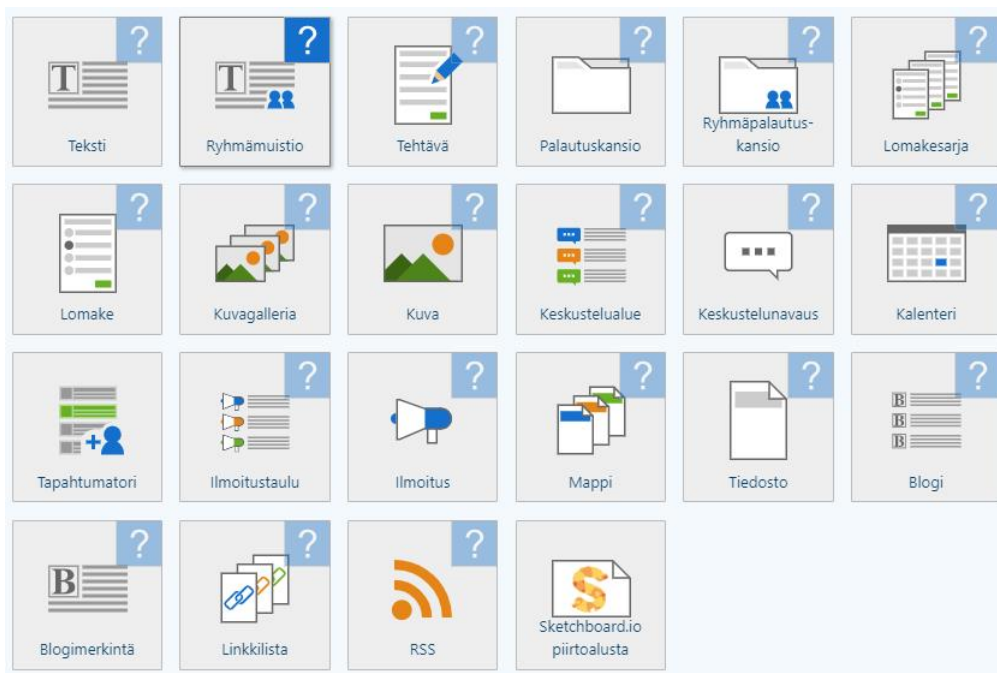 ? ? ? ? ? ?
T T
Teksti Ryhmämuistio Tehtävä Palautuskansio Ryhmäpalautus-
kansio Lomakesarja
? ? ? ? ? ?
Lomake Kuvagalleria Kuva Keskustelualue Keskustelunavaus Kalenteri
? ? ? ? ?
B
B
B
Tapahtumatori Ilmoitustaulu Ilmoitus Mappi Tiedosto Blogi
? ? ?
B S
Blogimerkintä Linkkilista RSS Sketchboard.io
piirtoalusta